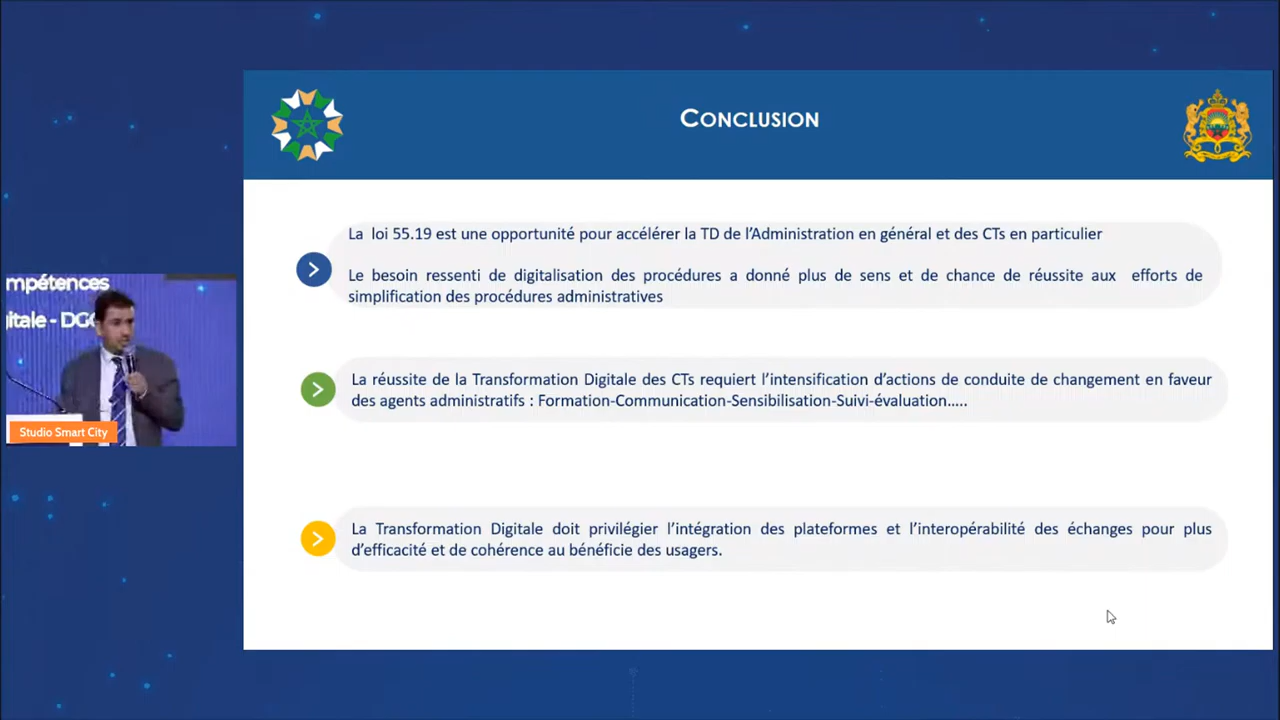 CONCLUSION
La loi 55.19 est une opportunité pour accélérer la TD de l'Administration en général et des CTs en particulier
Le besoin ressenti de digitalisation des procédures a donné plus de sens et de chance de réussite aux efforts de
simplification des procédures administratives
mpétences
gitale - DG
Studio Smart City
La réussite de la Transformation Digitale des CTs requiert l'intensification d'actions de conduite de changement en faveur
des agents administratifs : Formation-Communication-Sensibilisation-Suivi-évaluation.....
La Transformation Digitale doit privilégier l'intégration des plateformes et l'interopérabilité des échanges pour plus
d'efficacité et de cohérence au bénéficie des usagers.